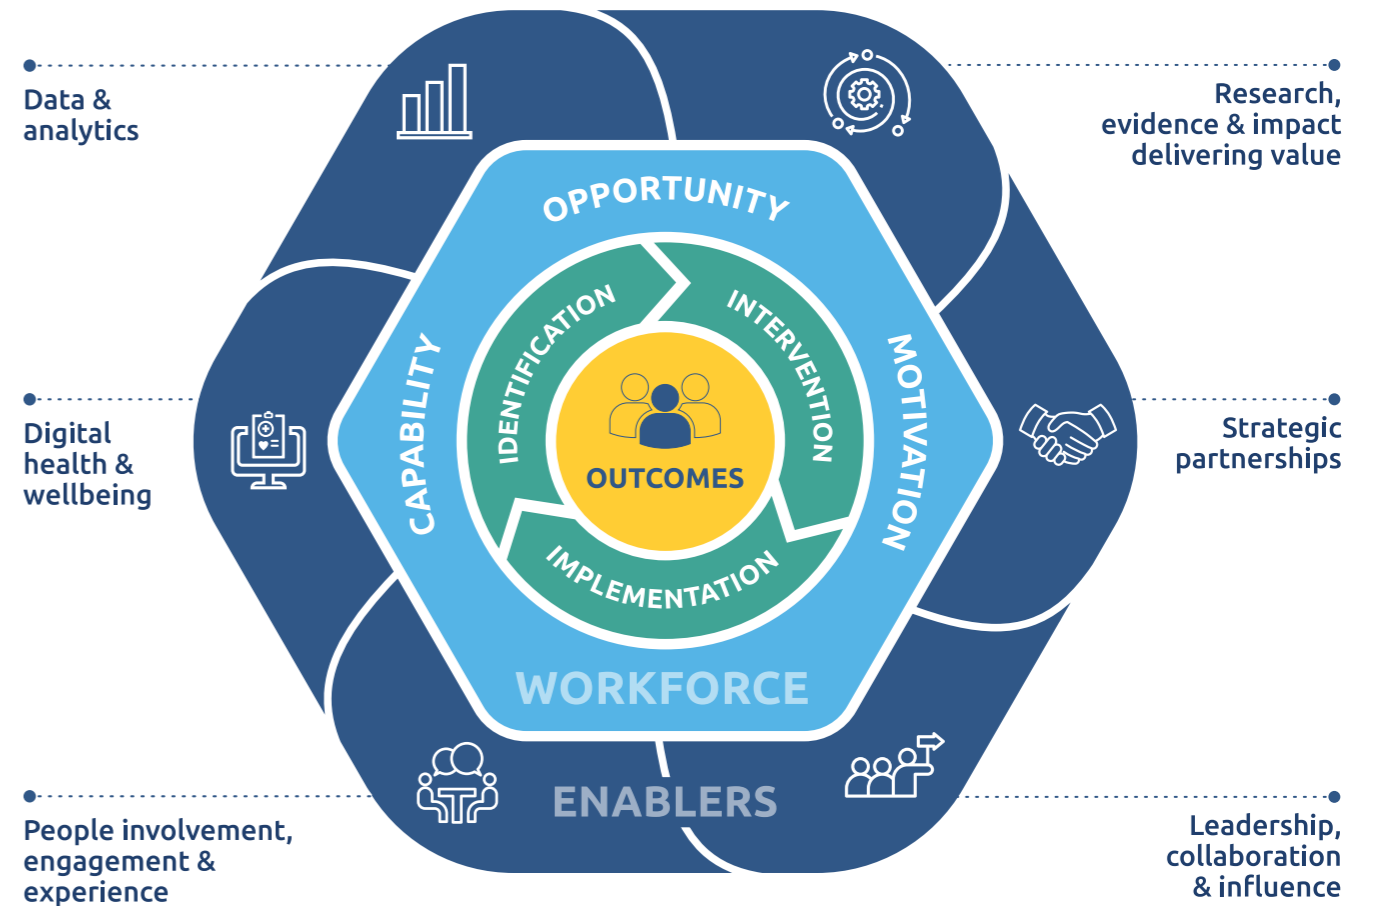 Data &
analytics
Research,
evidence & impact
delivering value
OPPORTUNITY
IDENTIFICATION
INTERVENTION
CAPABILITY
MOTIVATION
Digital
health &
wellbeing
Strategic
partnerships
OUTCOMES
IMPLEMENTATION
WORKFORCE
ENABLERS
People involvement,
engagement &
experience
Leadership,
collaboration
& influence